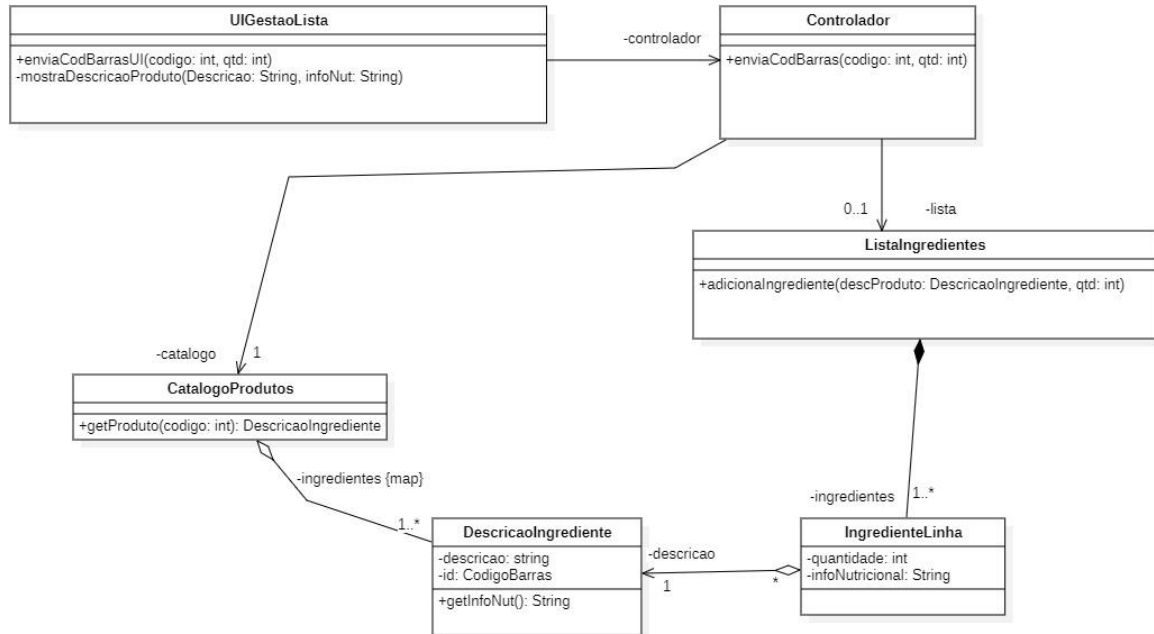 UIGestaoLista
+enviaCodBarrasUI(codigo: int, qtd: int)
-mostraDescricaoProduto(Descricao: String, infoNut: String)
-controlador
Controlador
+enviaCodBarras(codigo: int, qtd: int)
0..1
-lista
ListaIngredientes
+adicionaIngrediente(descProduto: DescricaoIngrediente, qtd: int)
-catalogo
1
CatalogoProdutos
+getProduto(codigo: int): DescricaoIngrediente
-ingredientes {map}
1..*
DescricaoIngrediente
-descricao: string
-id: CodigoBarras
+getInfoNut(): String
-descricao
1
*
-ingredientes
1..*
IngredienteLinha
-quantidade: int
-infoNutricional: String